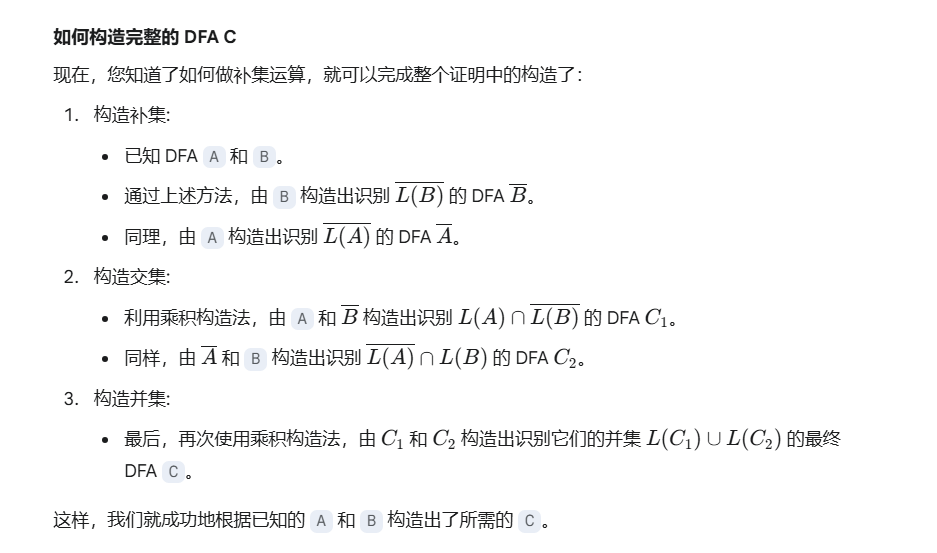 如何构造完整的 DFA C
现在，您知道了如何做补集运算，就可以完成整个证明中的构造了：
1. 构造补集:
• 已知 DFA A 和 B 。
• 通过上述方法，由 B 构造出识别 $\overline{L(B)}$ 的 DFA $\overline{B}$。
• 同理，由 A 构造出识别 $\overline{L(A)}$ 的 DFA $\overline{A}$。
2. 构造交集:
• 利用乘积构造法，由 A 和 $\overline{B}$ 构造出识别 $L(A) \cap \overline{L(B)}$ 的 DFA $C_1$。
• 同样，由 $\overline{A}$ 和 B 构造出识别 $\overline{L(A)} \cap L(B)$ 的 DFA $C_2$。
3. 构造并集:
• 最后，再次使用乘积构造法，由 $C_1$ 和 $C_2$ 构造出识别它们的并集 $L(C_1) \cup L(C_2)$ 的最终
DFA C 。
这样，我们就成功地根据已知的 A 和 B 构造出了所需的 C 。